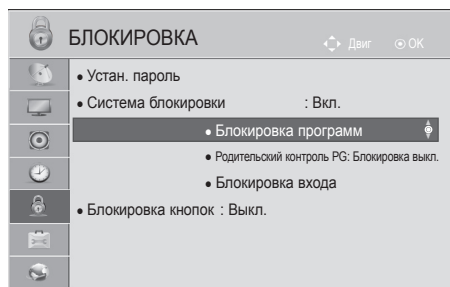 БЛОКИРОВКА
Двиг OK
• Устан. пароль
• Система блокировки : Вкл.
• Блокировка программ
• Родительский контроль PG: Блокировка выкл.
• Блокировка входа
• Блокировка кнопок : Выкл.